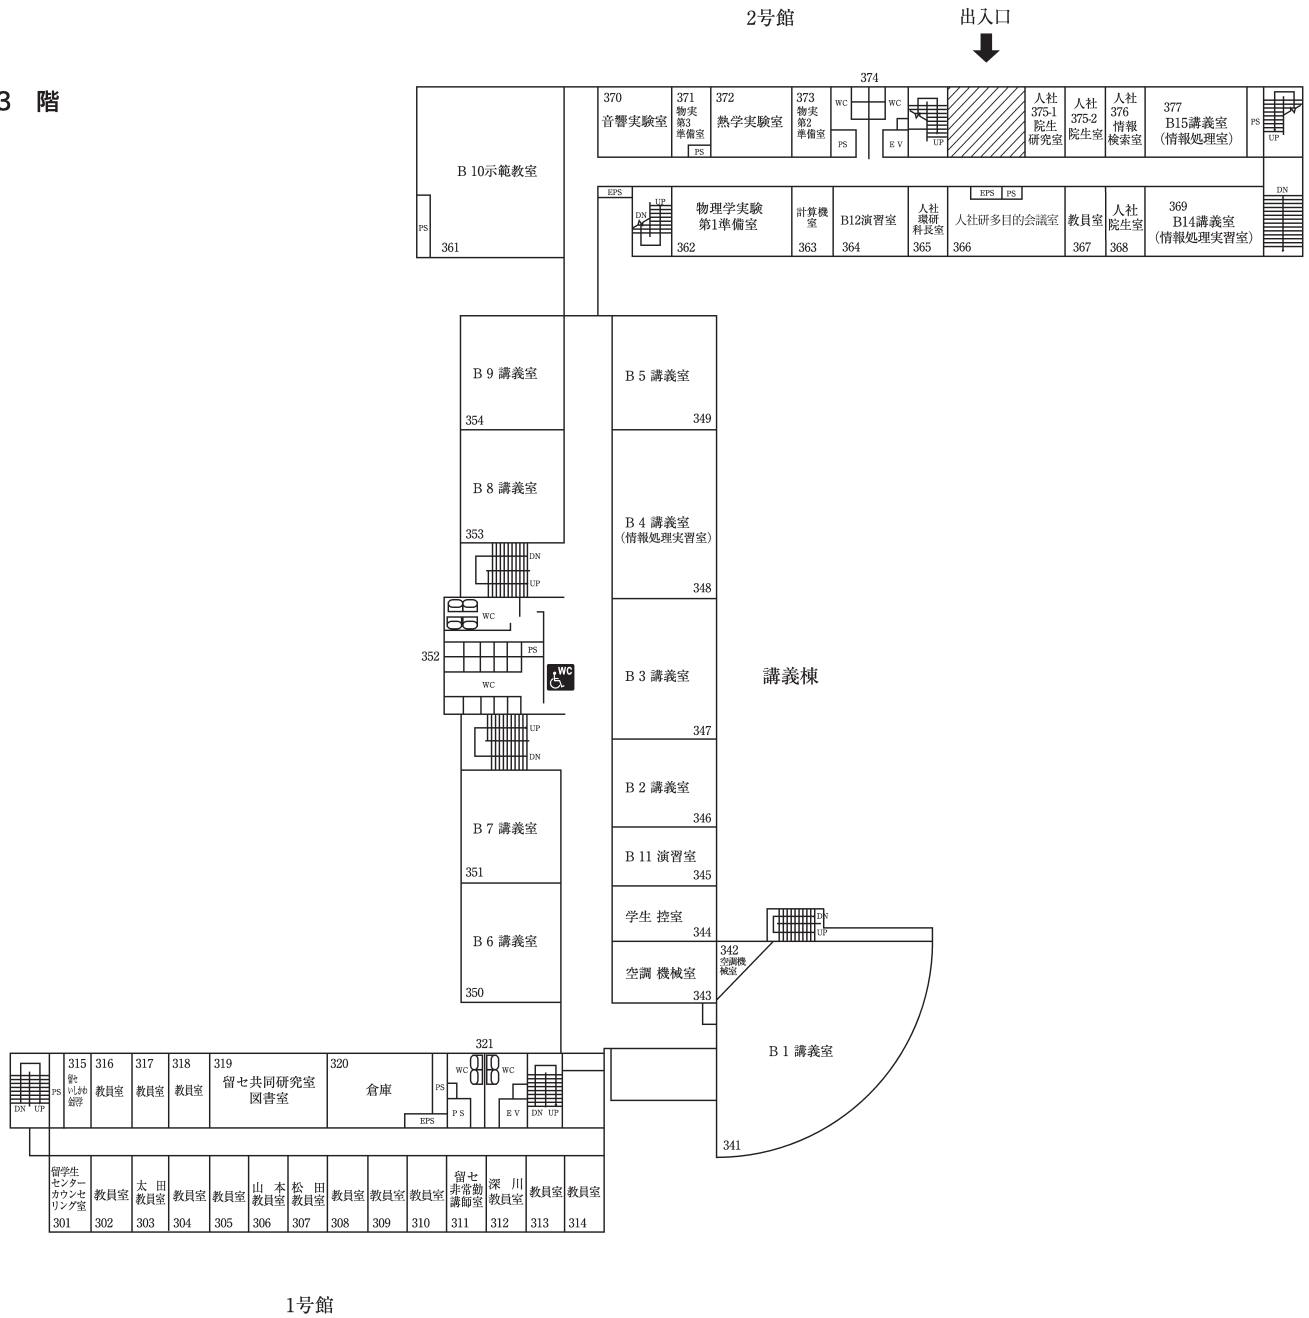 2号館
出入口
3 階
374
370
音響実験室
371
物実
第3
準備室
PS
372
熱学実験室
373
物実
第2
準備室
WC
WC
PS
E V
UP
人社
375-1
院生
研究室
人社
375-2
院生室
人社
376
情報
検索室
377
B15講義室
(情報処理室)
PS
UP
B 10示範教室
PS
361
EPS
DN
UP
物理学実験
第1準備室
362
計算機
室
363
B12演習室
364
人社
環研
科長室
365
EPS
PS
人社研多目的会議室
366
教員室
367
人社
院生室
368
369
B14講義室
(情報処理実習室)
DN
B 9 講義室
354
B 5 講義室
349
B 8 講義室
353
B 4 講義室
(情報処理実習室)
348
DN
UP
WC
PS
352
WC
WC
B 3 講義室
347
講義棟
UP
DN
B 2 講義室
346
B 7 講義室
351
B 11 演習室
345
学生 控室
344
B 6 講義室
350
空調 機械室
343
342
空調機
械室
DN
UP
B 1 講義室
341
DN
UP
PS
315
留セ
316
教員室
317
教員室
318
教員室
319
留セ共同研究室
図書室
320
倉庫
PS
EPS
321
WC
WC
P S
E V
DN
UP
留学生
センター
カウンセ
リング室
301
教員室
302
太 田
教員室
303
教員室
304
教員室
305
山 本
教員室
306
松 田
教員室
307
教員室
308
教員室
309
教員室
310
留セ
非常勤
講師室
311
深 川
教員室
312
教員室
313
教員室
314
1号館